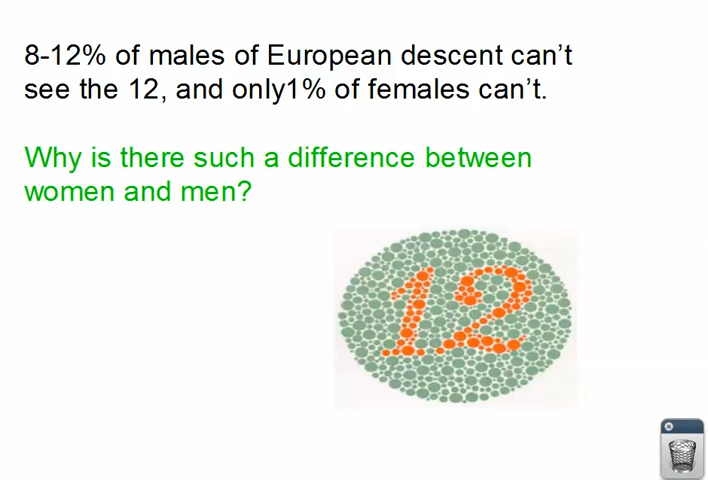 8-12% of males of European descent can't
see the 12, and only1% of females can't.
Why is there such a difference between
women and men?
12